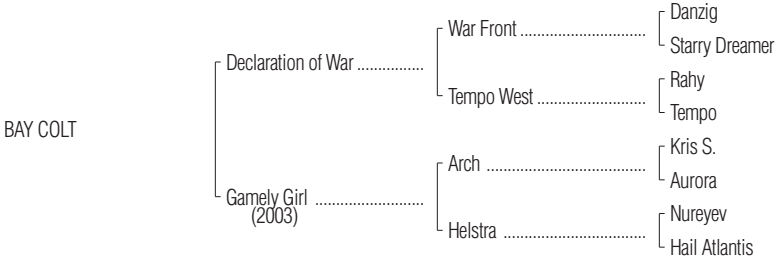 Danzig
War Front
Starry Dreamer
Declaration of War
Rahy
Tempo West
Tempo
BAY COLT
Kris S.
Arch
Aurora
Gamely Girl
(2003)
Nureyev
Helstra
Hail Atlantis